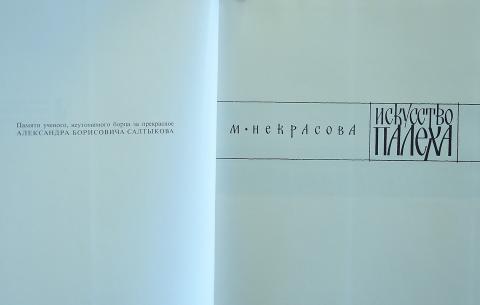 Памяти ученого, неутомимого борца за прекрасное
АЛЕКСАНДРА БОРИСОВИЧА САЛТЫКОВА
М·НЕКРАСОВА
ИСКУССТВО
ПАЛЕХА